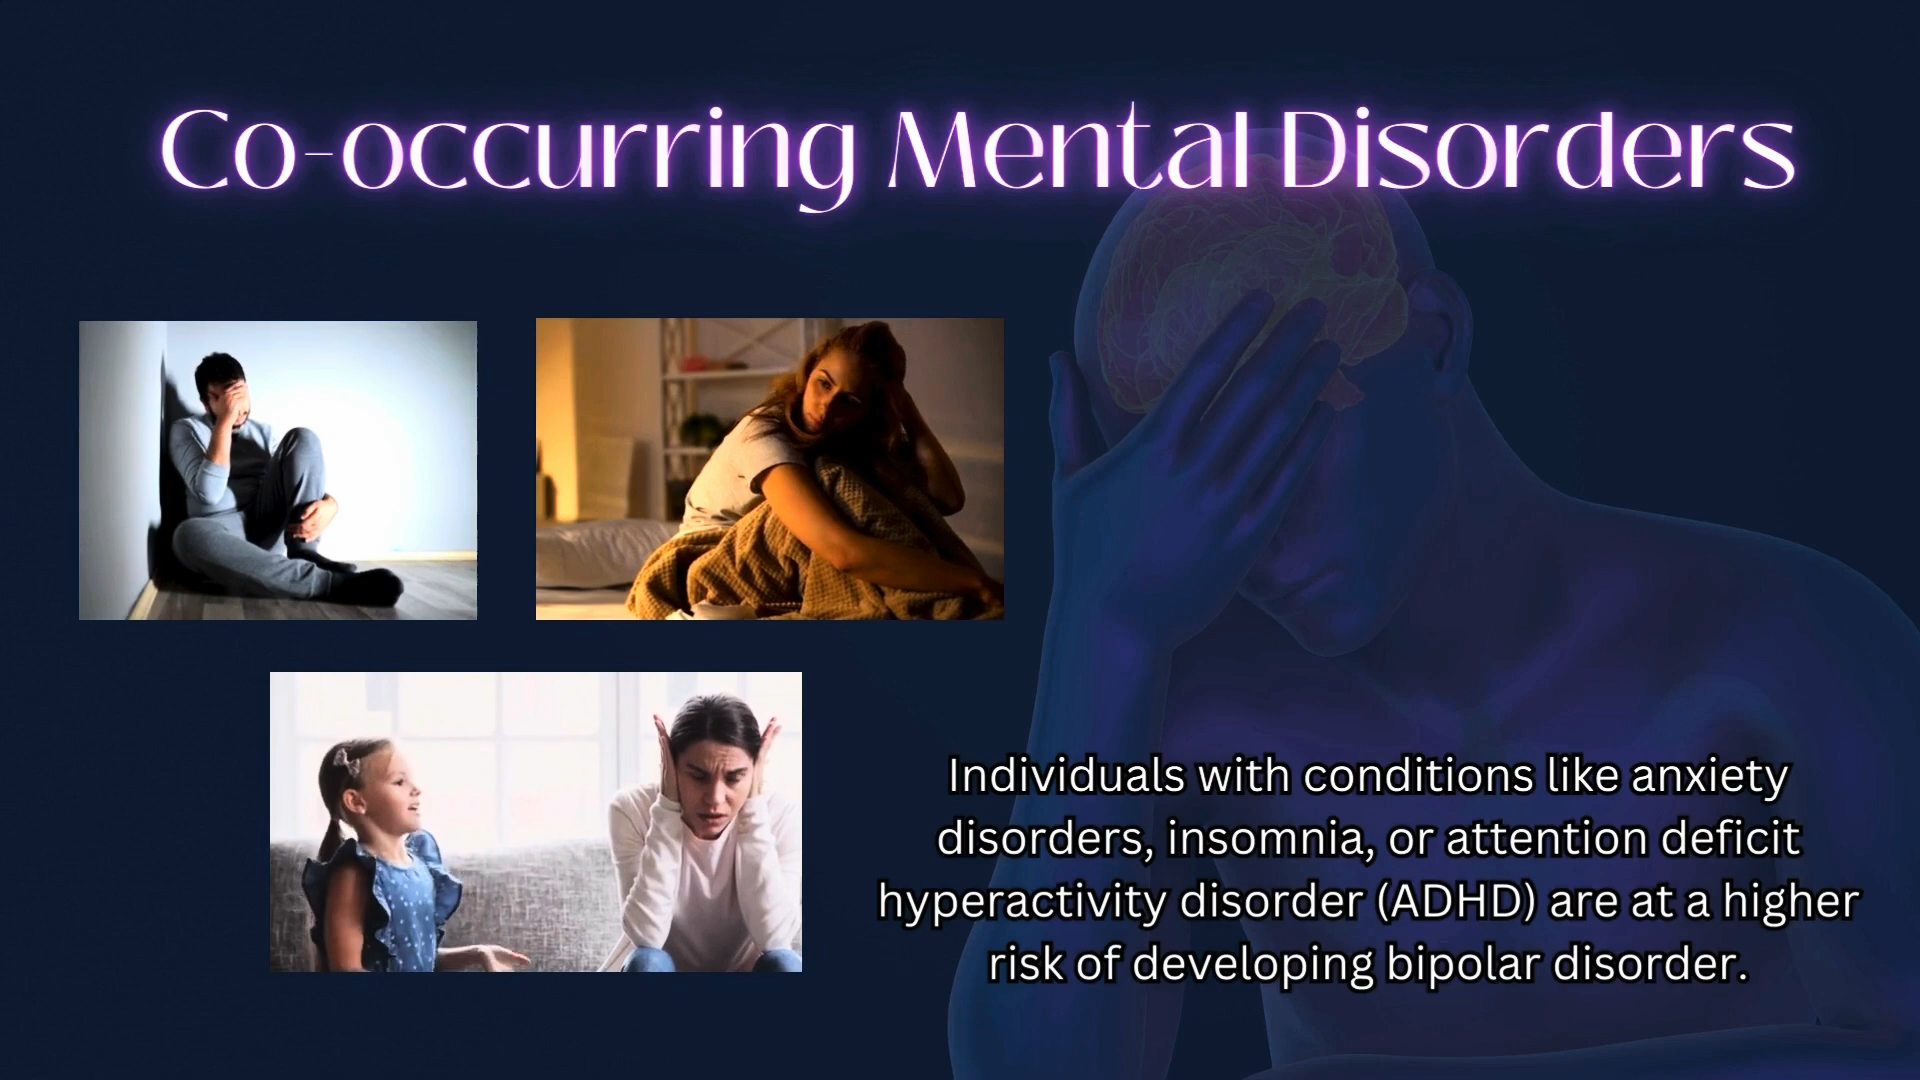 Co-occurring Mental Disorders
Individuals with conditions like anxiety
disorders, insomnia, or attention deficit
hyperactivity disorder (ADHD) are at a higher
risk of developing bipolar disorder.